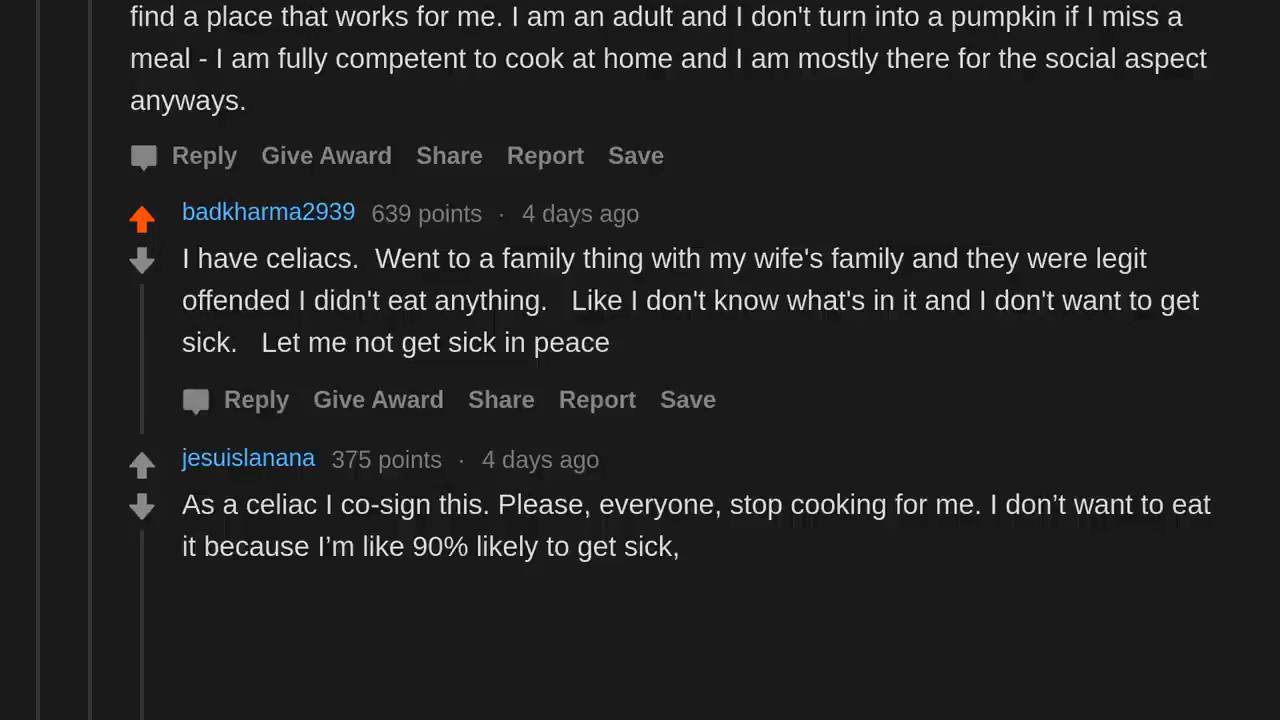 find a place that works for me. I am an adult and I don't turn into a pumpkin if I miss a
meal - I am fully competent to cook at home and I am mostly there for the social aspect
anyways.
Reply Give Award Share Report Save
badkharma2939 639 points · 4 days ago
I have celiacs.  Went to a family thing with my wife's family and they were legit
offended I didn't eat anything.   Like I don't know what's in it and I don't want to get
sick.   Let me not get sick in peace
Reply Give Award Share Report Save
jesuislanana 375 points · 4 days ago
As a celiac I co-sign this. Please, everyone, stop cooking for me. I don’t want to eat
it because I’m like 90% likely to get sick,